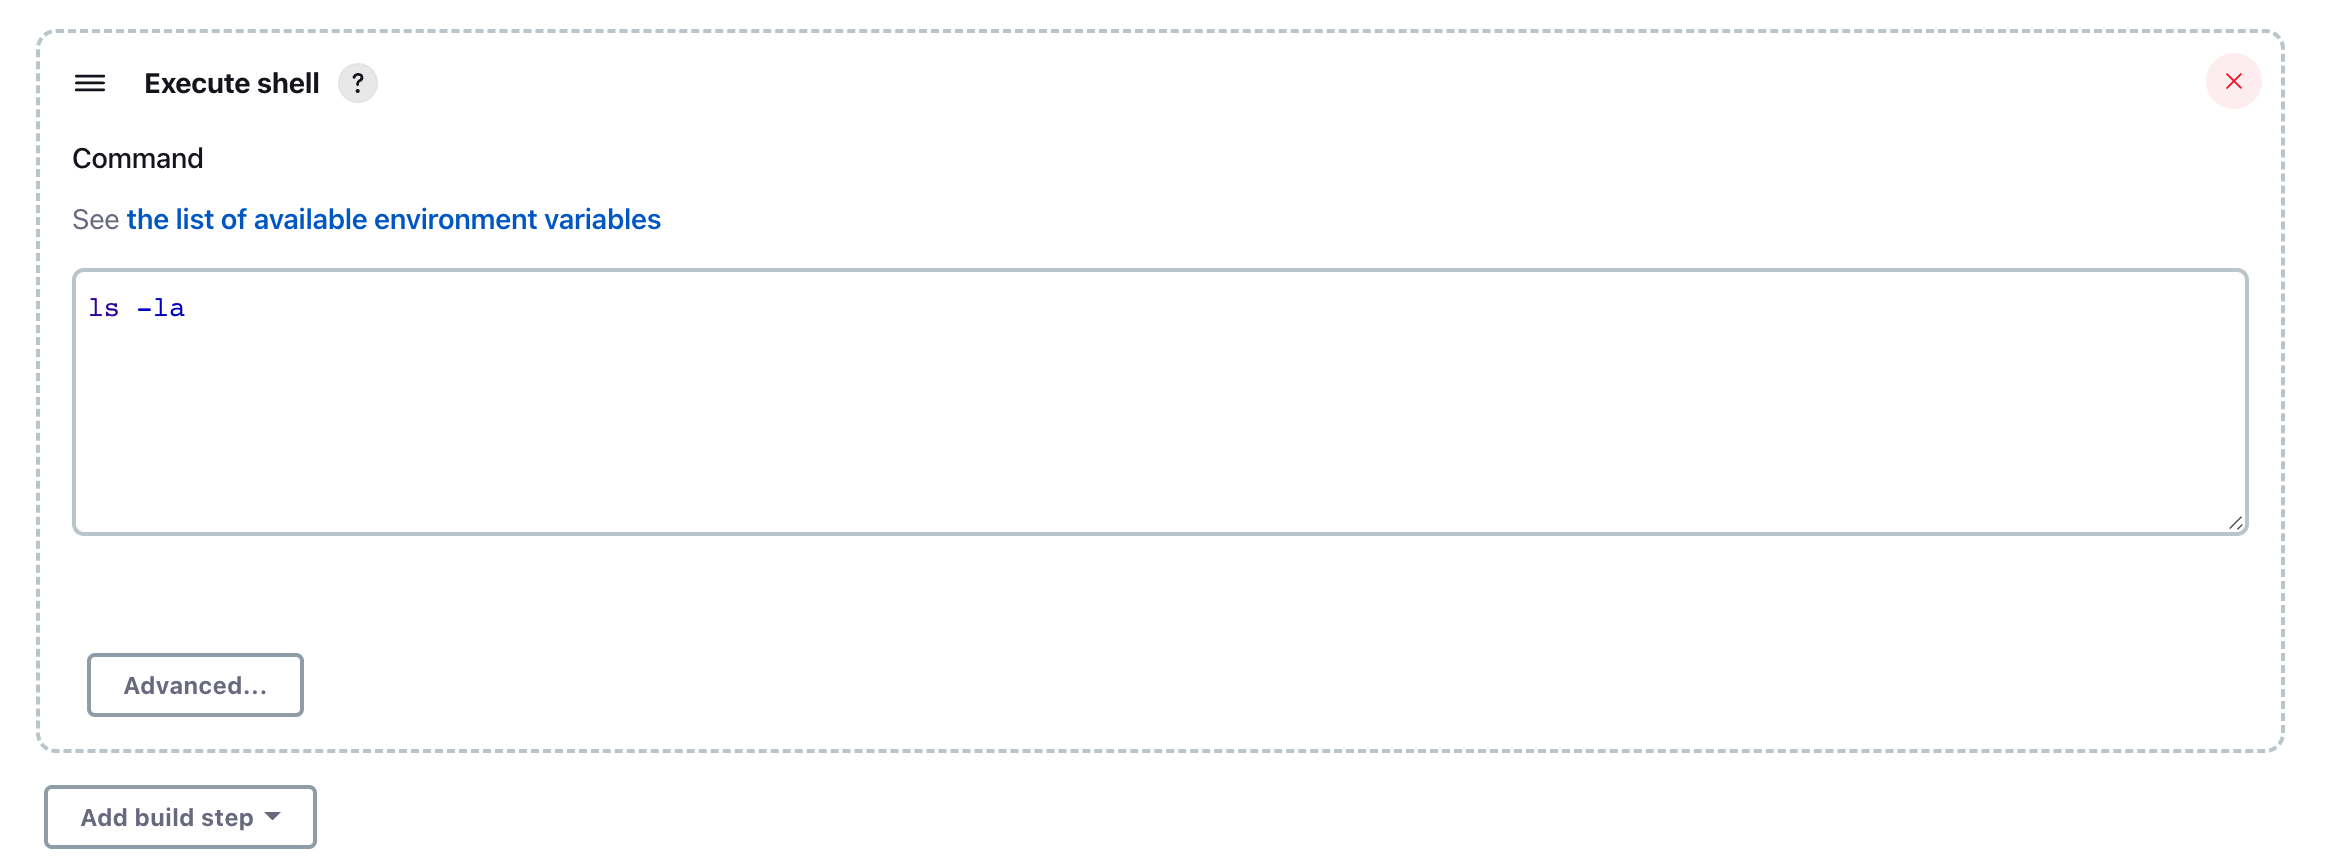 Execute shell ?
Command
See the list of available environment variables
ls -la
Advanced...
Add build step